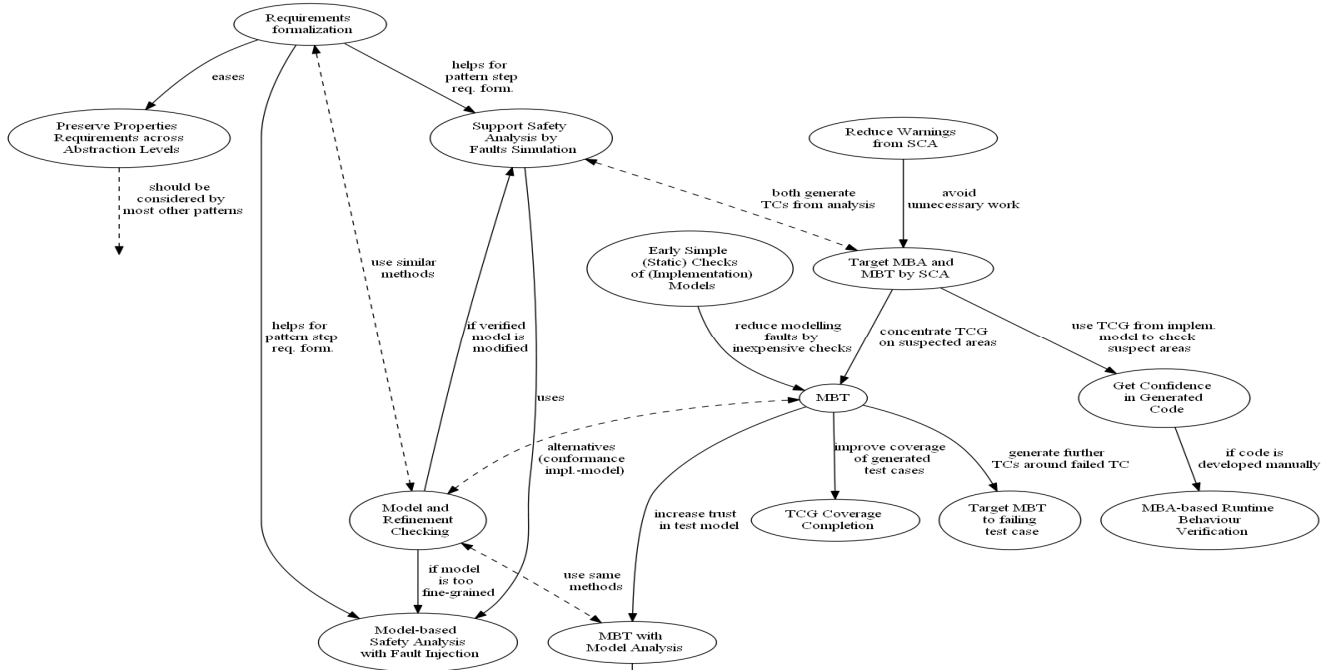 Requirements
formalization
eases
helps for
pattern step
req. form.
Preserve Properties
Requirements across
Abstraction Levels
Support Safety
Analysis by
Faults Simulation
Reduce Warnings
from SCA
should be
considered by
most other patterns
both generate
TCs from analysis
avoid
unnecessary work
Early Simple
(Static) Checks
of (Implementation)
Models
Target MBA and
MBT by SCA
use similar
methods
helps for
pattern step
req. form.
if verified
model is
modified
reduce modelling
faults by
inexpensive checks
concentrate TCG
on suspected areas
use TCG from implem.
model to check
suspect areas
uses
MBT
Get Confidence
in Generated
Code
alternatives
(conformance
impl.-model)
improve coverage
of generated
test cases
generate further
TCs around failed TC
if code is
developed manually
Model and
Refinement
Checking
increase trust
in test model
TCG Coverage
Completion
Target MBT
to failing
test case
MBA-based Runtime
Behaviour
Verification
if model
is too
fine-grained
use same
methods
Model-based
Safety Analysis
with Fault Injection
MBT with
Model Analysis